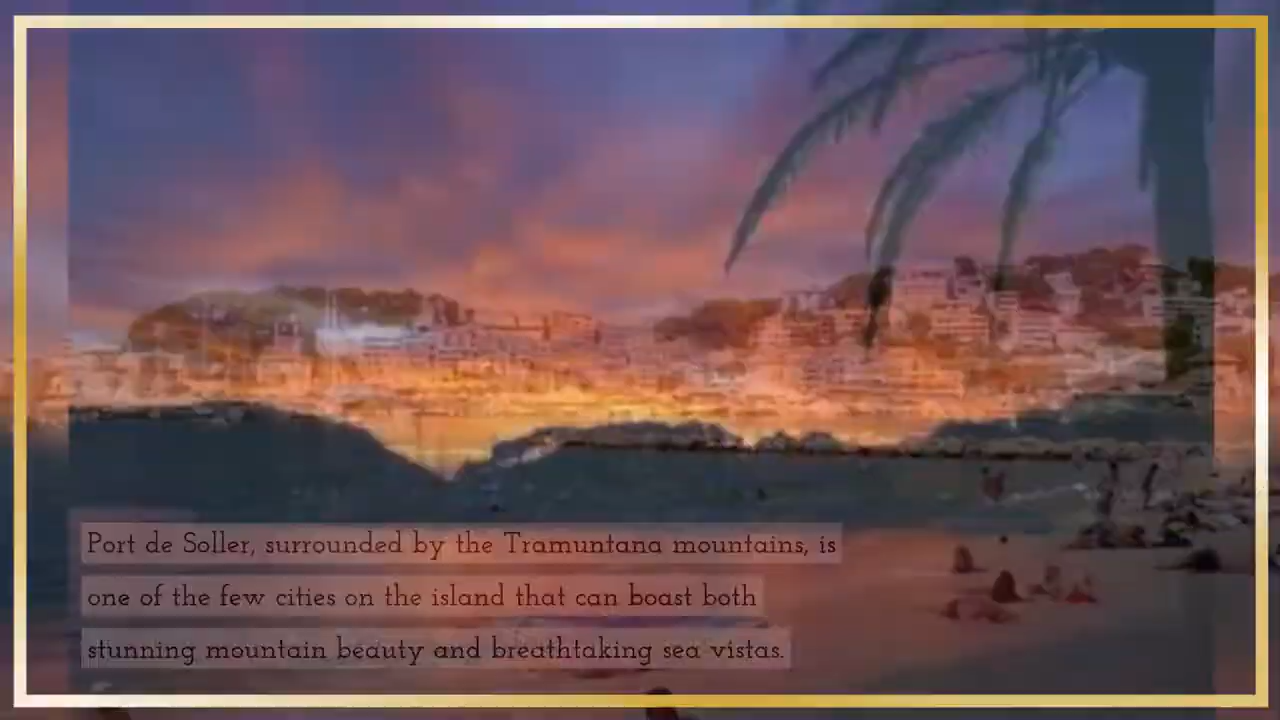 Port de Soller, surrounded by the Tramuntana mountains, is
one of the few cities on the island that can boast both
stunning mountain beauty and breathtaking sea vistas.